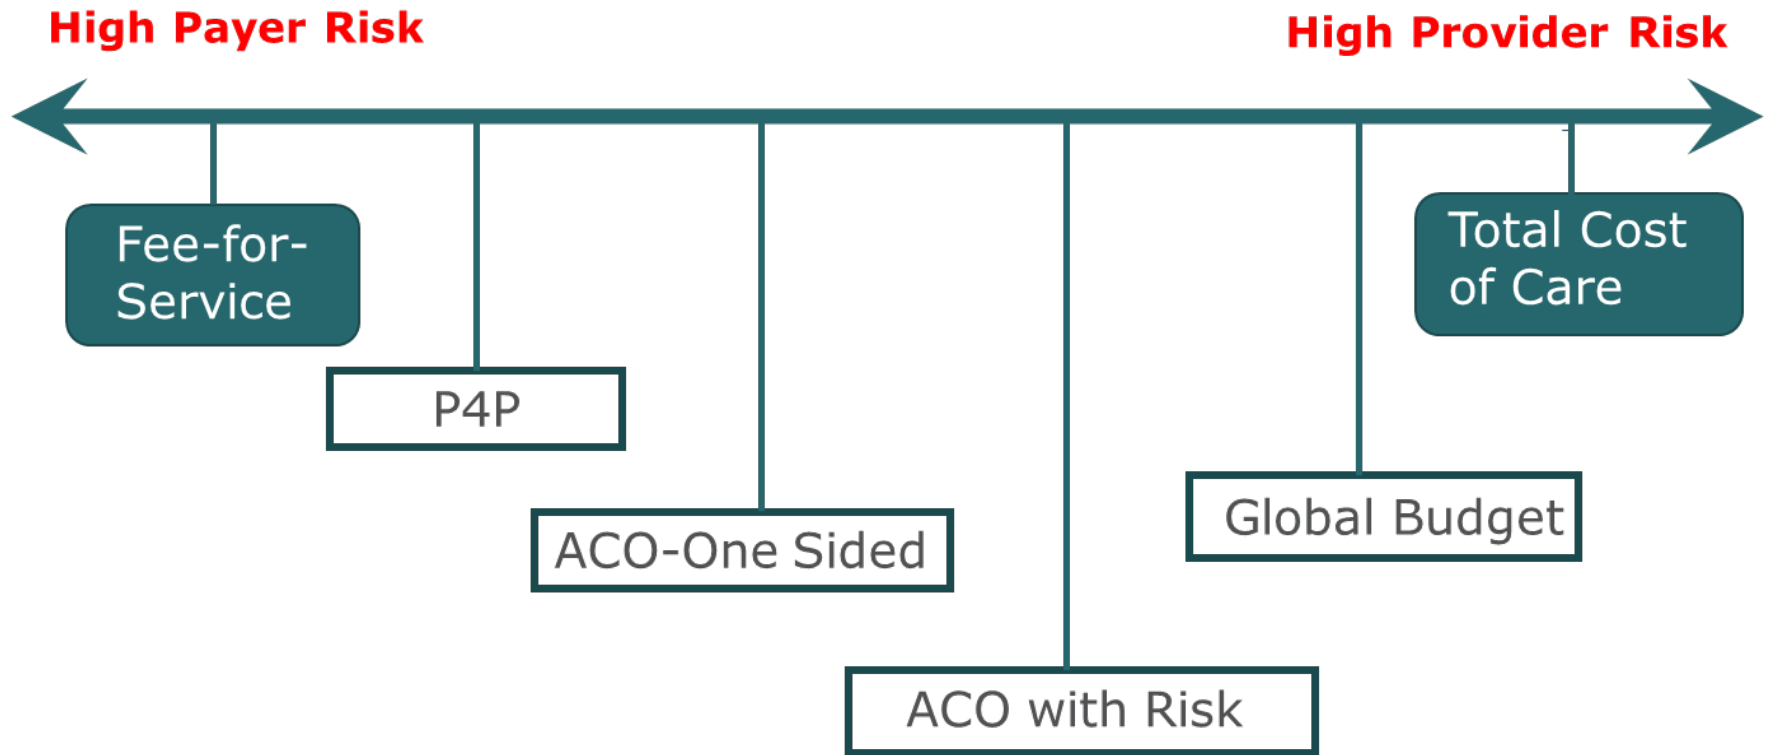 High Payer Risk
High Provider Risk
Fee-for-
Service
Total Cost
of Care
P4P
Global Budget
ACO-One Sided
ACO with Risk